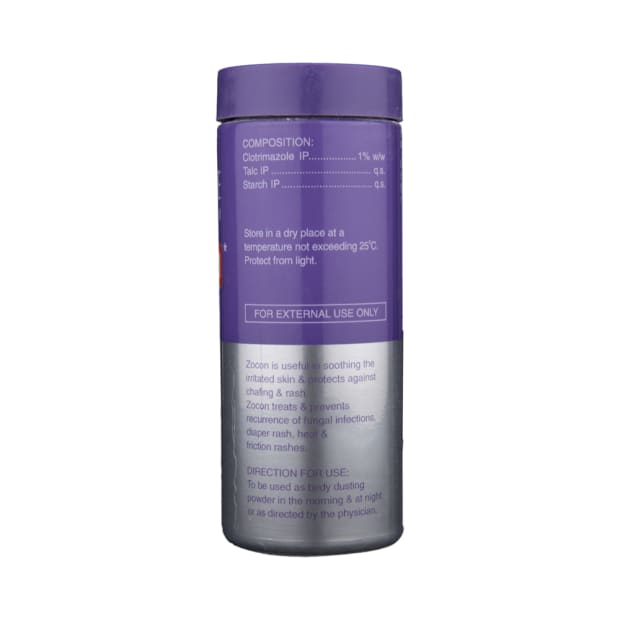 COMPOSITION:
Clotrimazole IP.................1% w/w
Talc IP .................................... q.s.
Starch IP ................................ q.s.
Store in a dry place at a
temperature not exceeding 25°C.
Protect from light.
FOR EXTERNAL USE ONLY
Zocon is useful in soothing the
irritated skin & protects against
chafing & rash
Zocon treats & prevents
recurrence of fungal infections,
diaper rash, heat &
friction rashes.
DIRECTION FOR USE:
To be used as body dusting
powder in the morning & at night
or as directed by the physician.